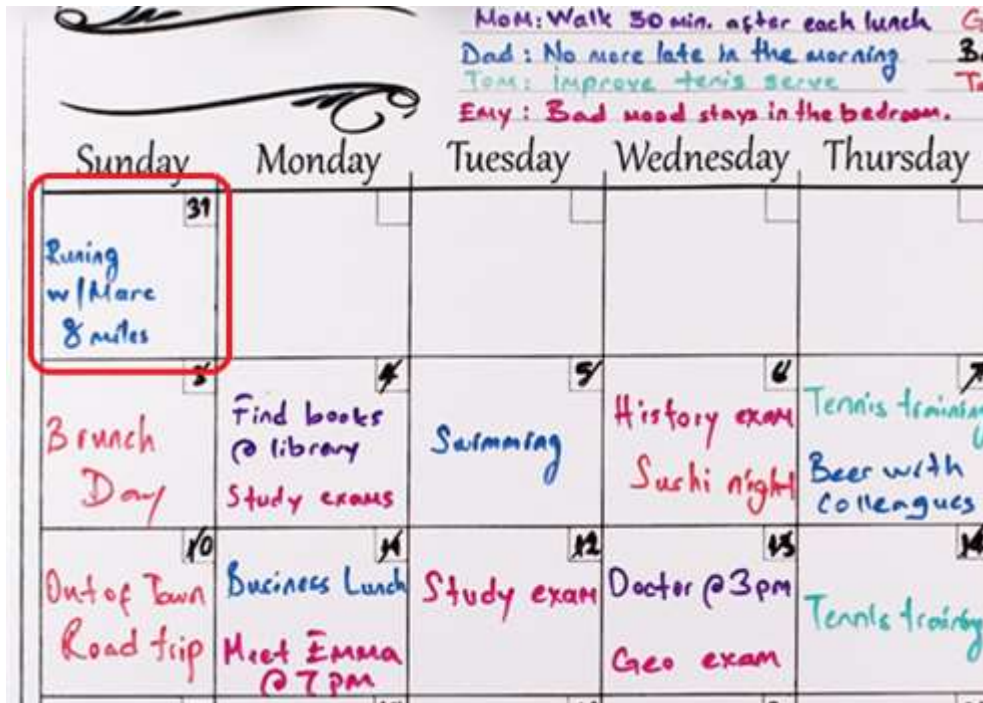 MoM: Walk 30 min. after each lunch
Dad: No more late in the morning
Tom: improve tenis serve
Emy: Bad mood stays in the bedroom.
Sunday Monday Tuesday Wednesday Thursday
31
Runing
w/Marc
8 miles
3 4 5 6 7
Brunch
Day
Find books
@ library
Study exams
Swimming
History exam
Suchi night
Tennis training
Beer with
colleagues
10 11 12 13 14
Out of Town
Road trip
Business Lunch
Meet Emma
@ 7 pm
Study exam
Doctor @ 3pm
Geo exam
Tennis training